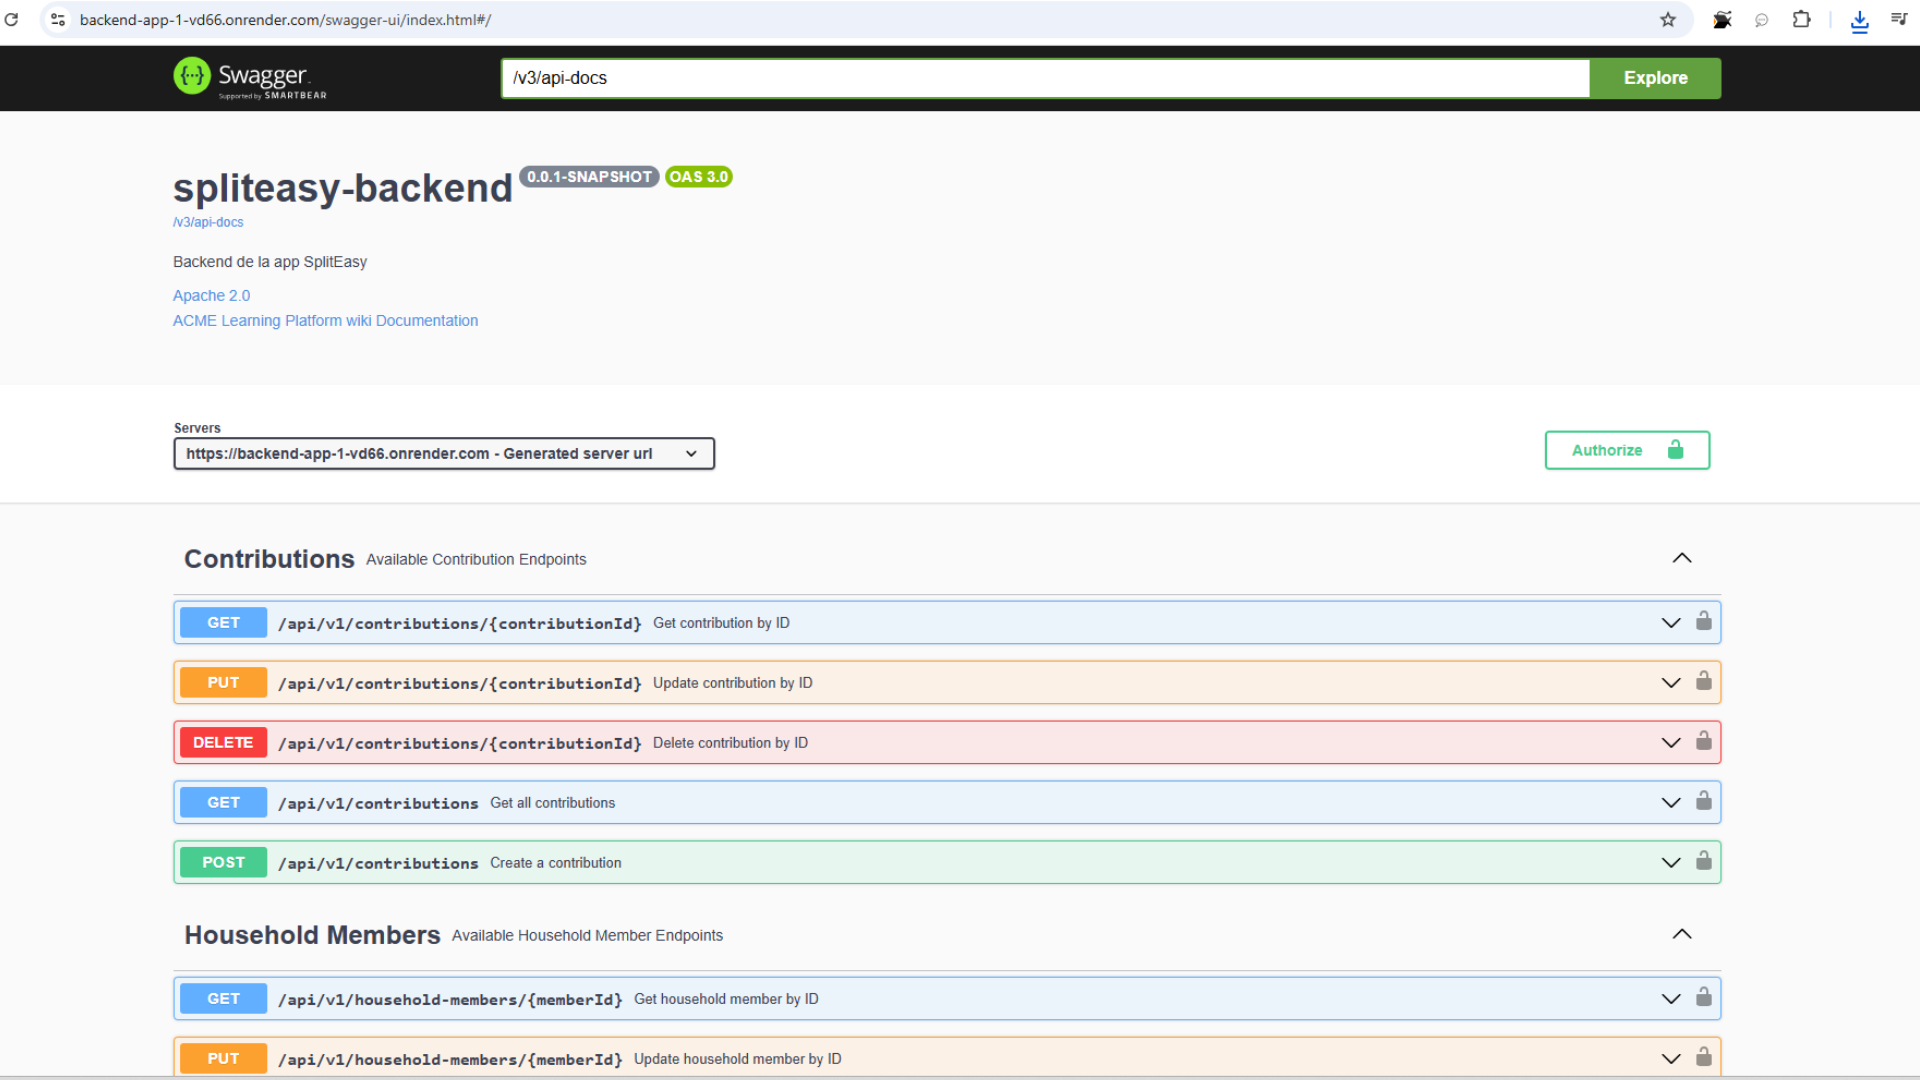 backend-app-1-vd66.onrender.com/swagger-ui/index.html#/
Swagger.
Supported by SMARTBEAR
/v3/api-docs
Explore
spliteasy-backend 0.0.1-SNAPSHOT OAS 3.0
/v3/api-docs
Backend de la app SplitEasy
Apache 2.0
ACME Learning Platform wiki Documentation
Servers
https://backend-app-1-vd66.onrender.com - Generated server url
Authorize
Contributions Available Contribution Endpoints
GET /api/v1/contributions/{contributionId} Get contribution by ID
PUT /api/v1/contributions/{contributionId} Update contribution by ID
DELETE /api/v1/contributions/{contributionId} Delete contribution by ID
GET /api/v1/contributions Get all contributions
POST /api/v1/contributions Create a contribution
Household Members Available Household Member Endpoints
GET /api/v1/household-members/{memberId} Get household member by ID
PUT /api/v1/household-members/{memberId} Update household member by ID